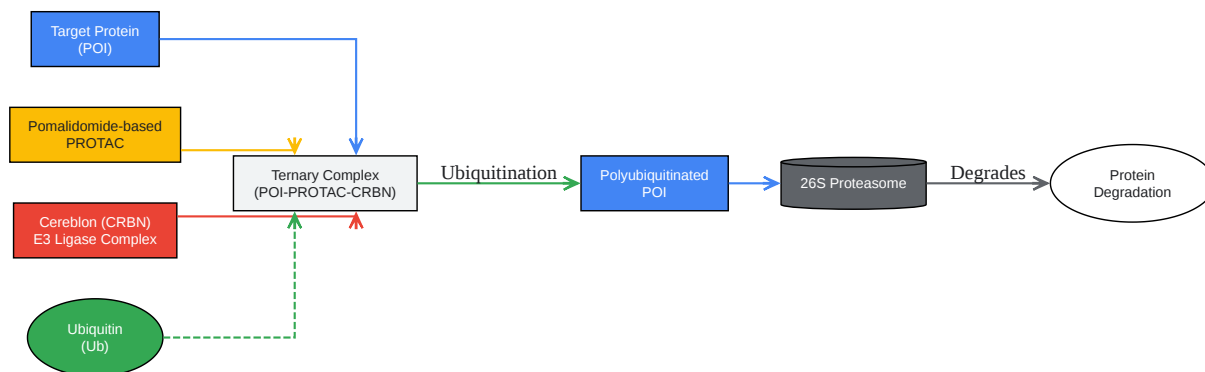 Target Protein
(POI)
Pomalidomide-based
PROTAC
Cereblon (CRBN)
E3 Ligase Complex
Ubiquitin
(Ub)
Ternary Complex
(POI-PROTAC-CRBN)
Ubiquitination
Polyubiquitinated
POI
26S Proteasome
Degrades
Protein
Degradation